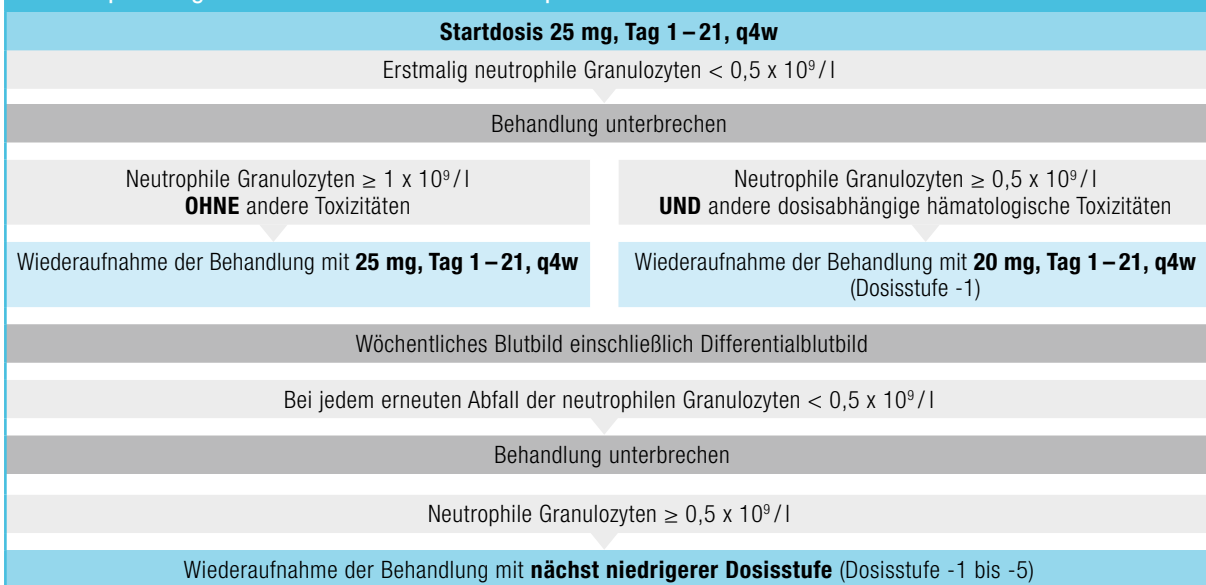 Startdosis 25 mg, Tag 1 – 21, q4w
Erstmalig neutrophile Granulozyten < 0,5 x 10⁹ / l
Behandlung unterbrechen
Neutrophile Granulozyten ≥ 1 x 10⁹ / l
OHNE andere Toxizitäten
Neutrophile Granulozyten ≥ 0,5 x 10⁹ / l
UND andere dosisabhängige hämatologische Toxizitäten
Wiederaufnahme der Behandlung mit 25 mg, Tag 1 – 21, q4w
Wiederaufnahme der Behandlung mit 20 mg, Tag 1 – 21, q4w
(Dosisstufe -1)
Wöchentliches Blutbild einschließlich Differentialblutbild
Bei jedem erneuten Abfall der neutrophilen Granulozyten < 0,5 x 10⁹ / l
Behandlung unterbrechen
Neutrophile Granulozyten ≥ 0,5 x 10⁹ / l
Wiederaufnahme der Behandlung mit nächst niedrigerer Dosisstufe (Dosisstufe -1 bis -5)